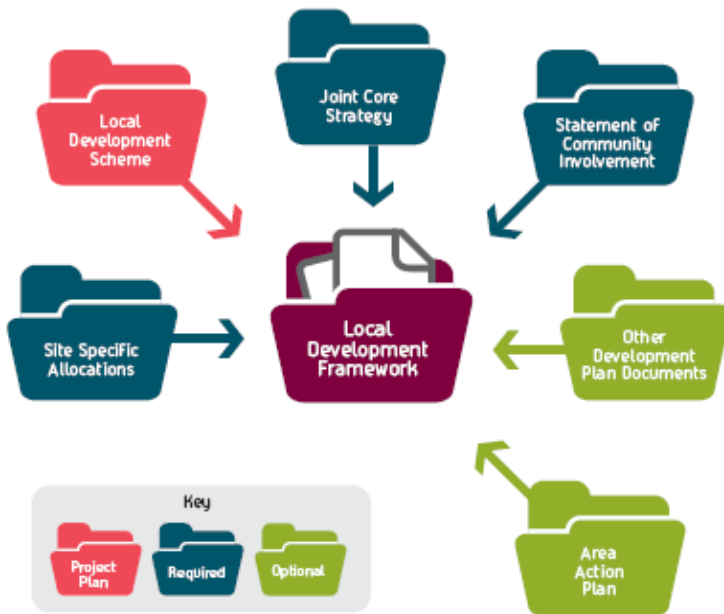 Joint Core
Strategy
Local
Development
Scheme
Statement of
Community
Involvement
Site Specific
Allocations
Local
Development
Framework
Other
Development
Plan Documents
Key
Project
Plan
Required
Optional
Area
Action
Plan